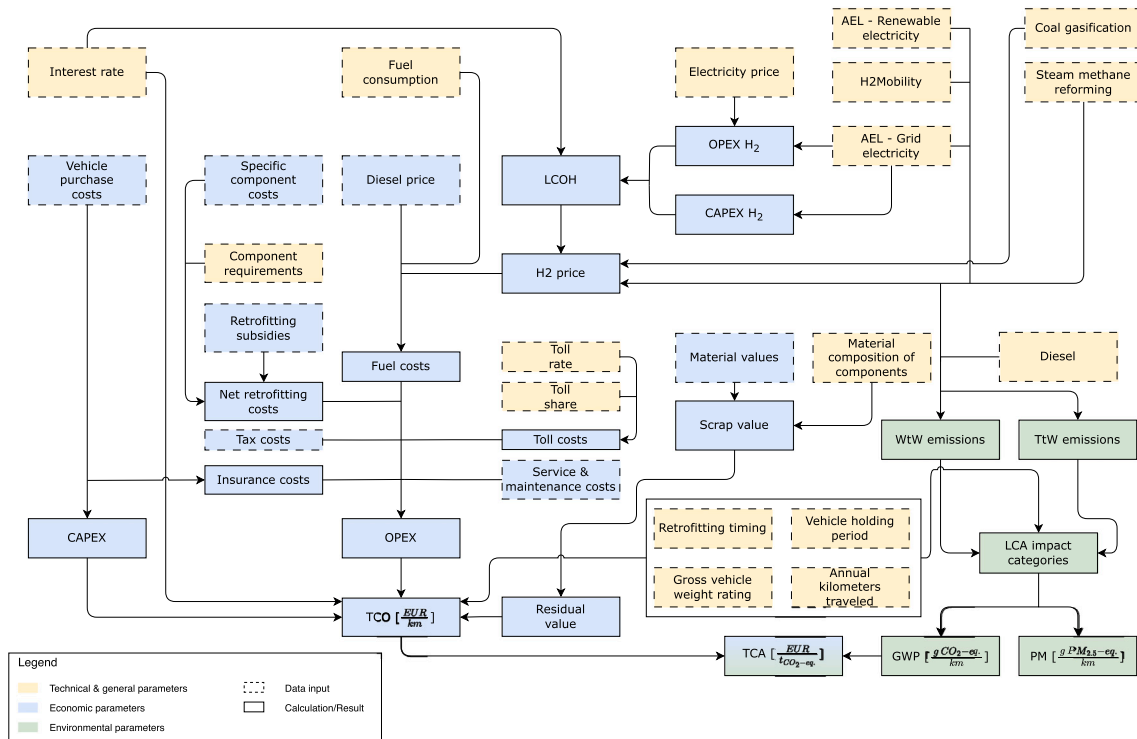 AEL - Renewable
electricity
Coal gasification
Interest rate
Fuel
consumption
Electricity price
H2Mobility
Steam methane
reforming
OPEX H2
AEL - Grid
electricity
Vehicle
purchase
costs
Specific
component
costs
Diesel price
LCOH
CAPEX H2
Component
requirements
H2 price
Retrofitting
subsidies
Toll
rate
Material values
Material
composition of
components
Diesel
Fuel costs
Net retrofitting
costs
Toll
share
Scrap value
Tax costs
Toll costs
WtW emissions
TtW emissions
Insurance costs
Service &
maintenance costs
CAPEX
OPEX
Retrofitting timing
Vehicle holding
period
LCA impact
categories
Gross vehicle
weight rating
Annual
kilometers
traveled
TCO [EUR/km]
Residual
value
TCA [EUR/tCO2−eq.]
GWP [g CO2−eq./km]
PM [g PM2.5−eq./km]
Legend
Technical & general parameters
Data input
Economic parameters
Calculation/Result
Environmental parameters